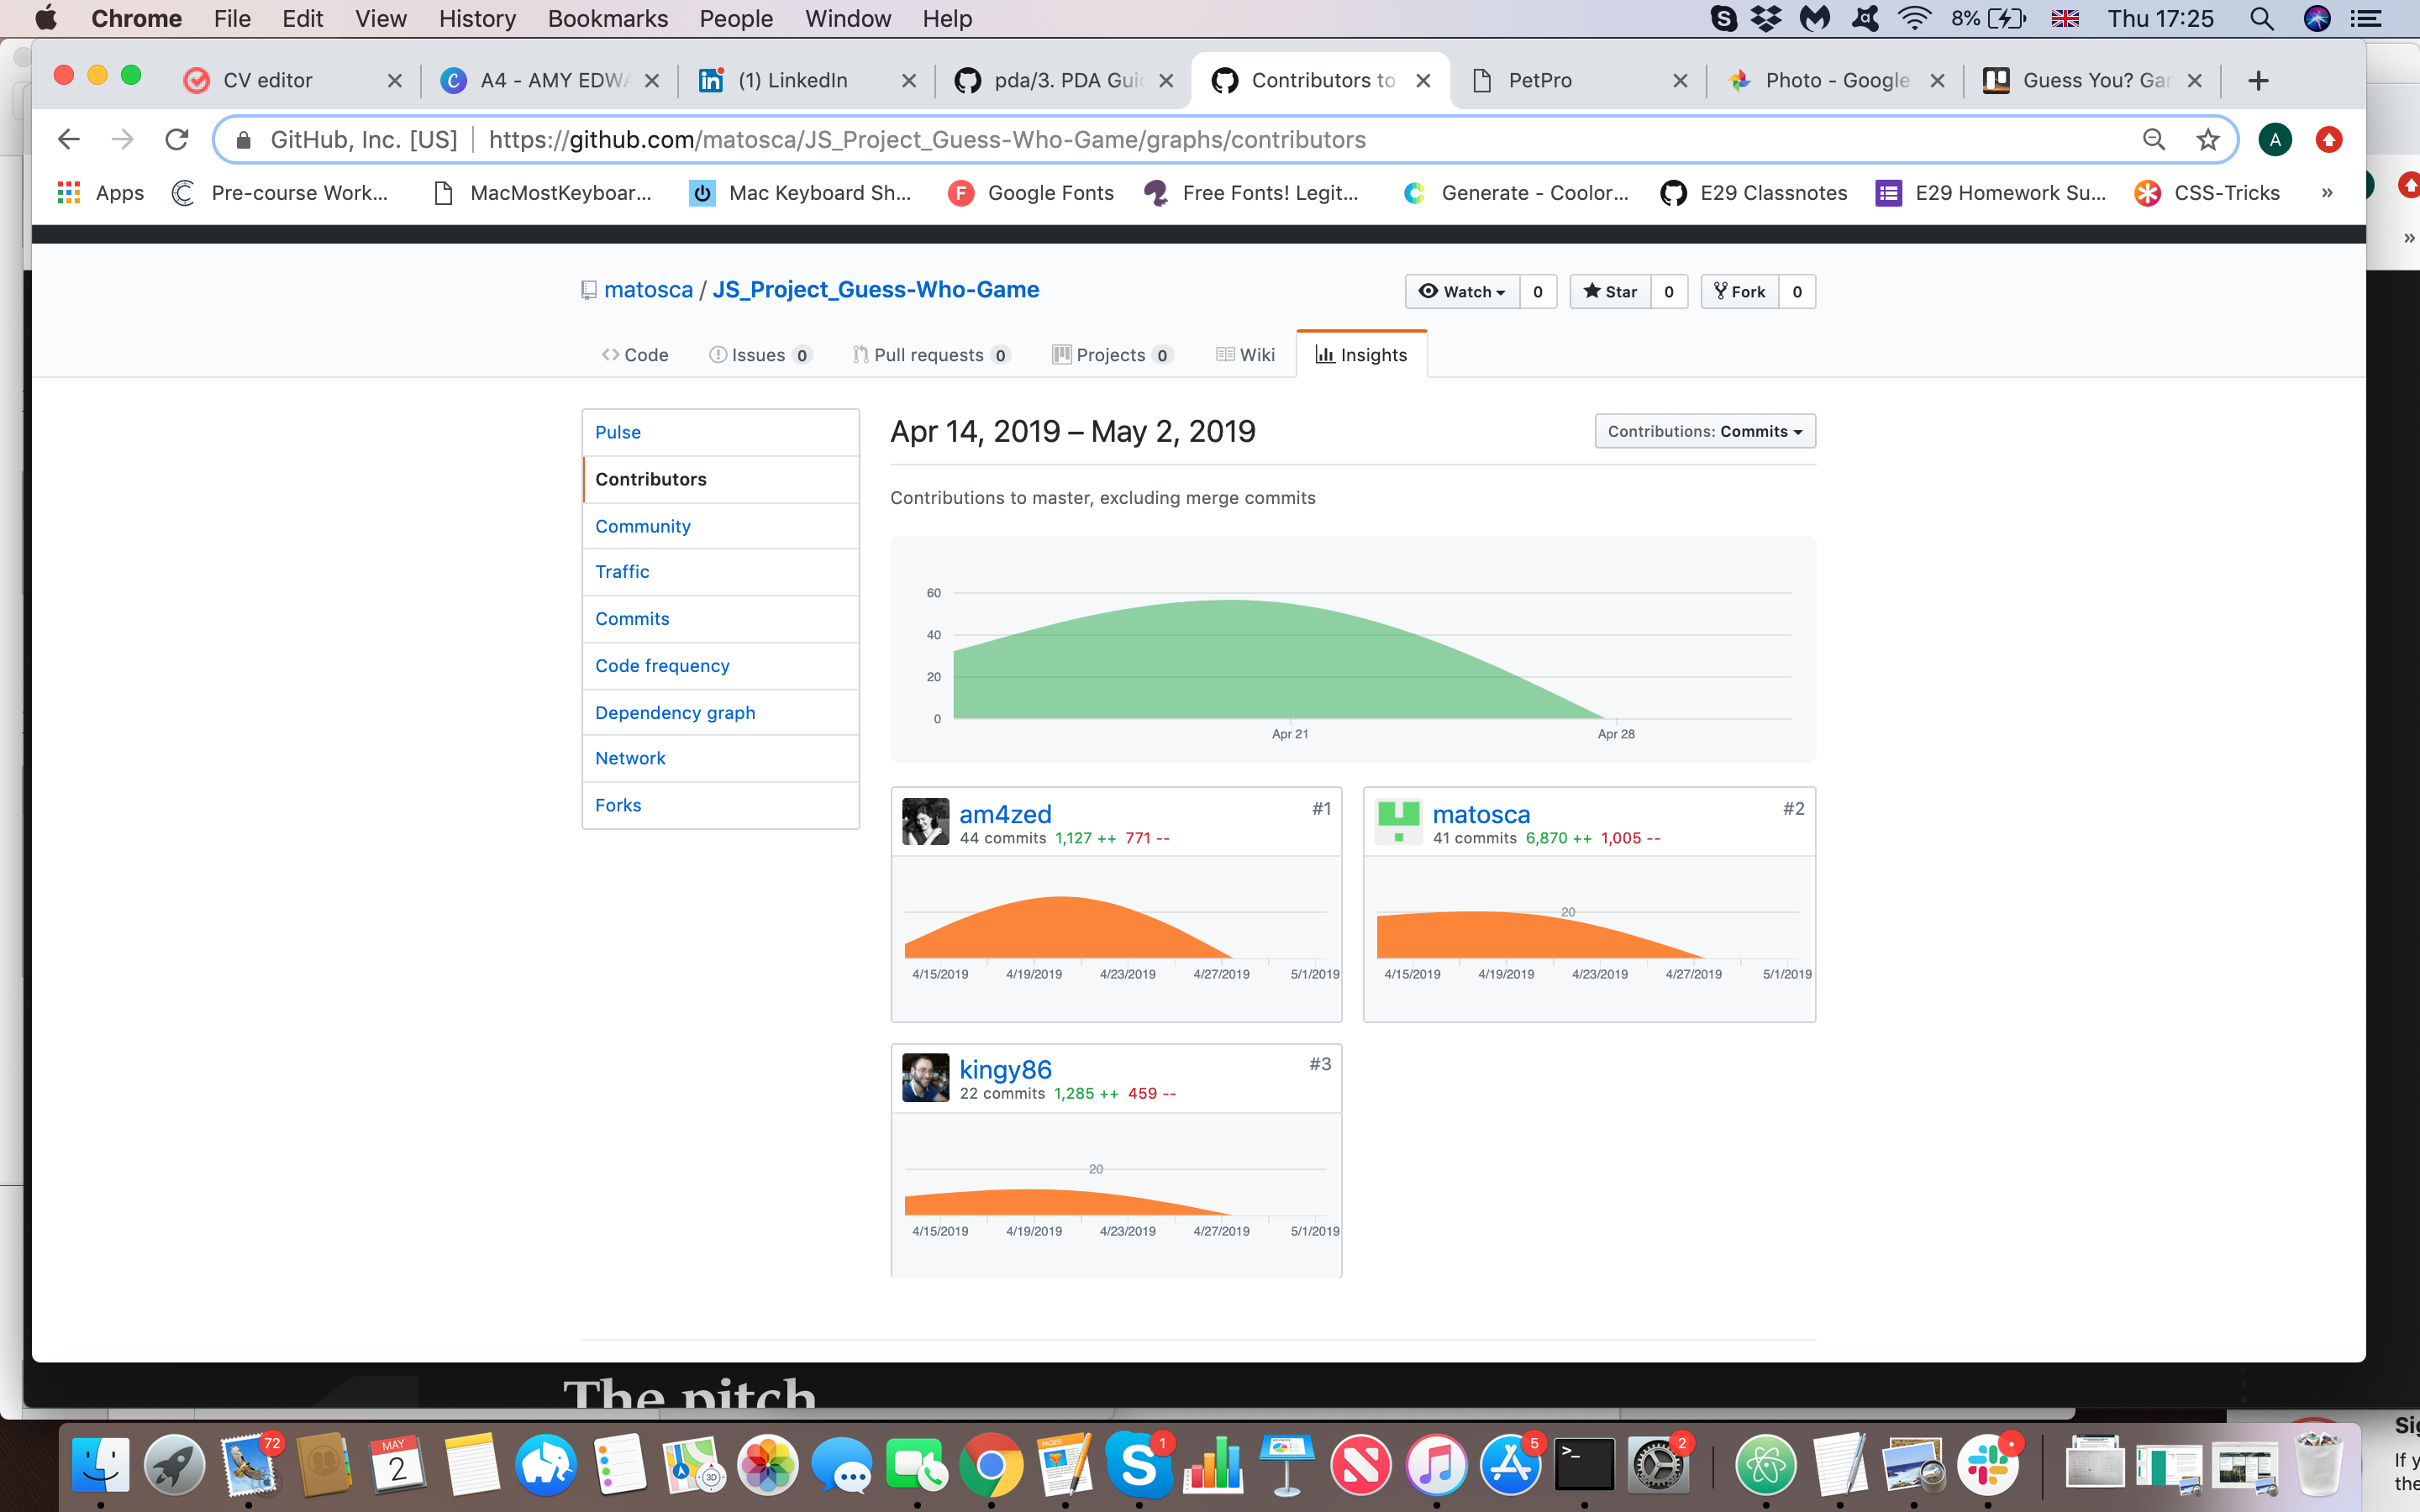 Chrome File Edit View History Bookmarks People Window Help 8% Thu 17:25
CV editor A4 - AMY EDWA (1) LinkedIn pda/3. PDA Gui Contributors to PetPro Photo - Google Guess You? Gar
GitHub, Inc. [US] https://github.com/matosca/JS_Project_Guess-Who-Game/graphs/contributors A
Apps Pre-course Work... MacMostKeyboar... Mac Keyboard Sh... Google Fonts Free Fonts! Legit... Generate - Coolor... E29 Classnotes E29 Homework Su... CSS-Tricks »
»
matosca / JS_Project_Guess-Who-Game Watch 0 Star 0 Fork 0
Code Issues 0 Pull requests 0 Projects 0 Wiki Insights
Pulse
Contributors
Community
Traffic
Commits
Code frequency
Dependency graph
Network
Forks
Apr 14, 2019 – May 2, 2019 Contributions: Commits
Contributions to master, excluding merge commits
60
40
20
0
Apr 21 Apr 28
am4zed #1
44 commits 1,127 ++ 771 --
4/15/2019 4/19/2019 4/23/2019 4/27/2019 5/1/2019
matosca #2
41 commits 6,870 ++ 1,005 --
20
4/15/2019 4/19/2019 4/23/2019 4/27/2019 5/1/2019
kingy86 #3
22 commits 1,285 ++ 459 --
20
4/15/2019 4/19/2019 4/23/2019 4/27/2019 5/1/2019
The pitch
72 MAY 2 3D PAGES 1 5 2
If y
the